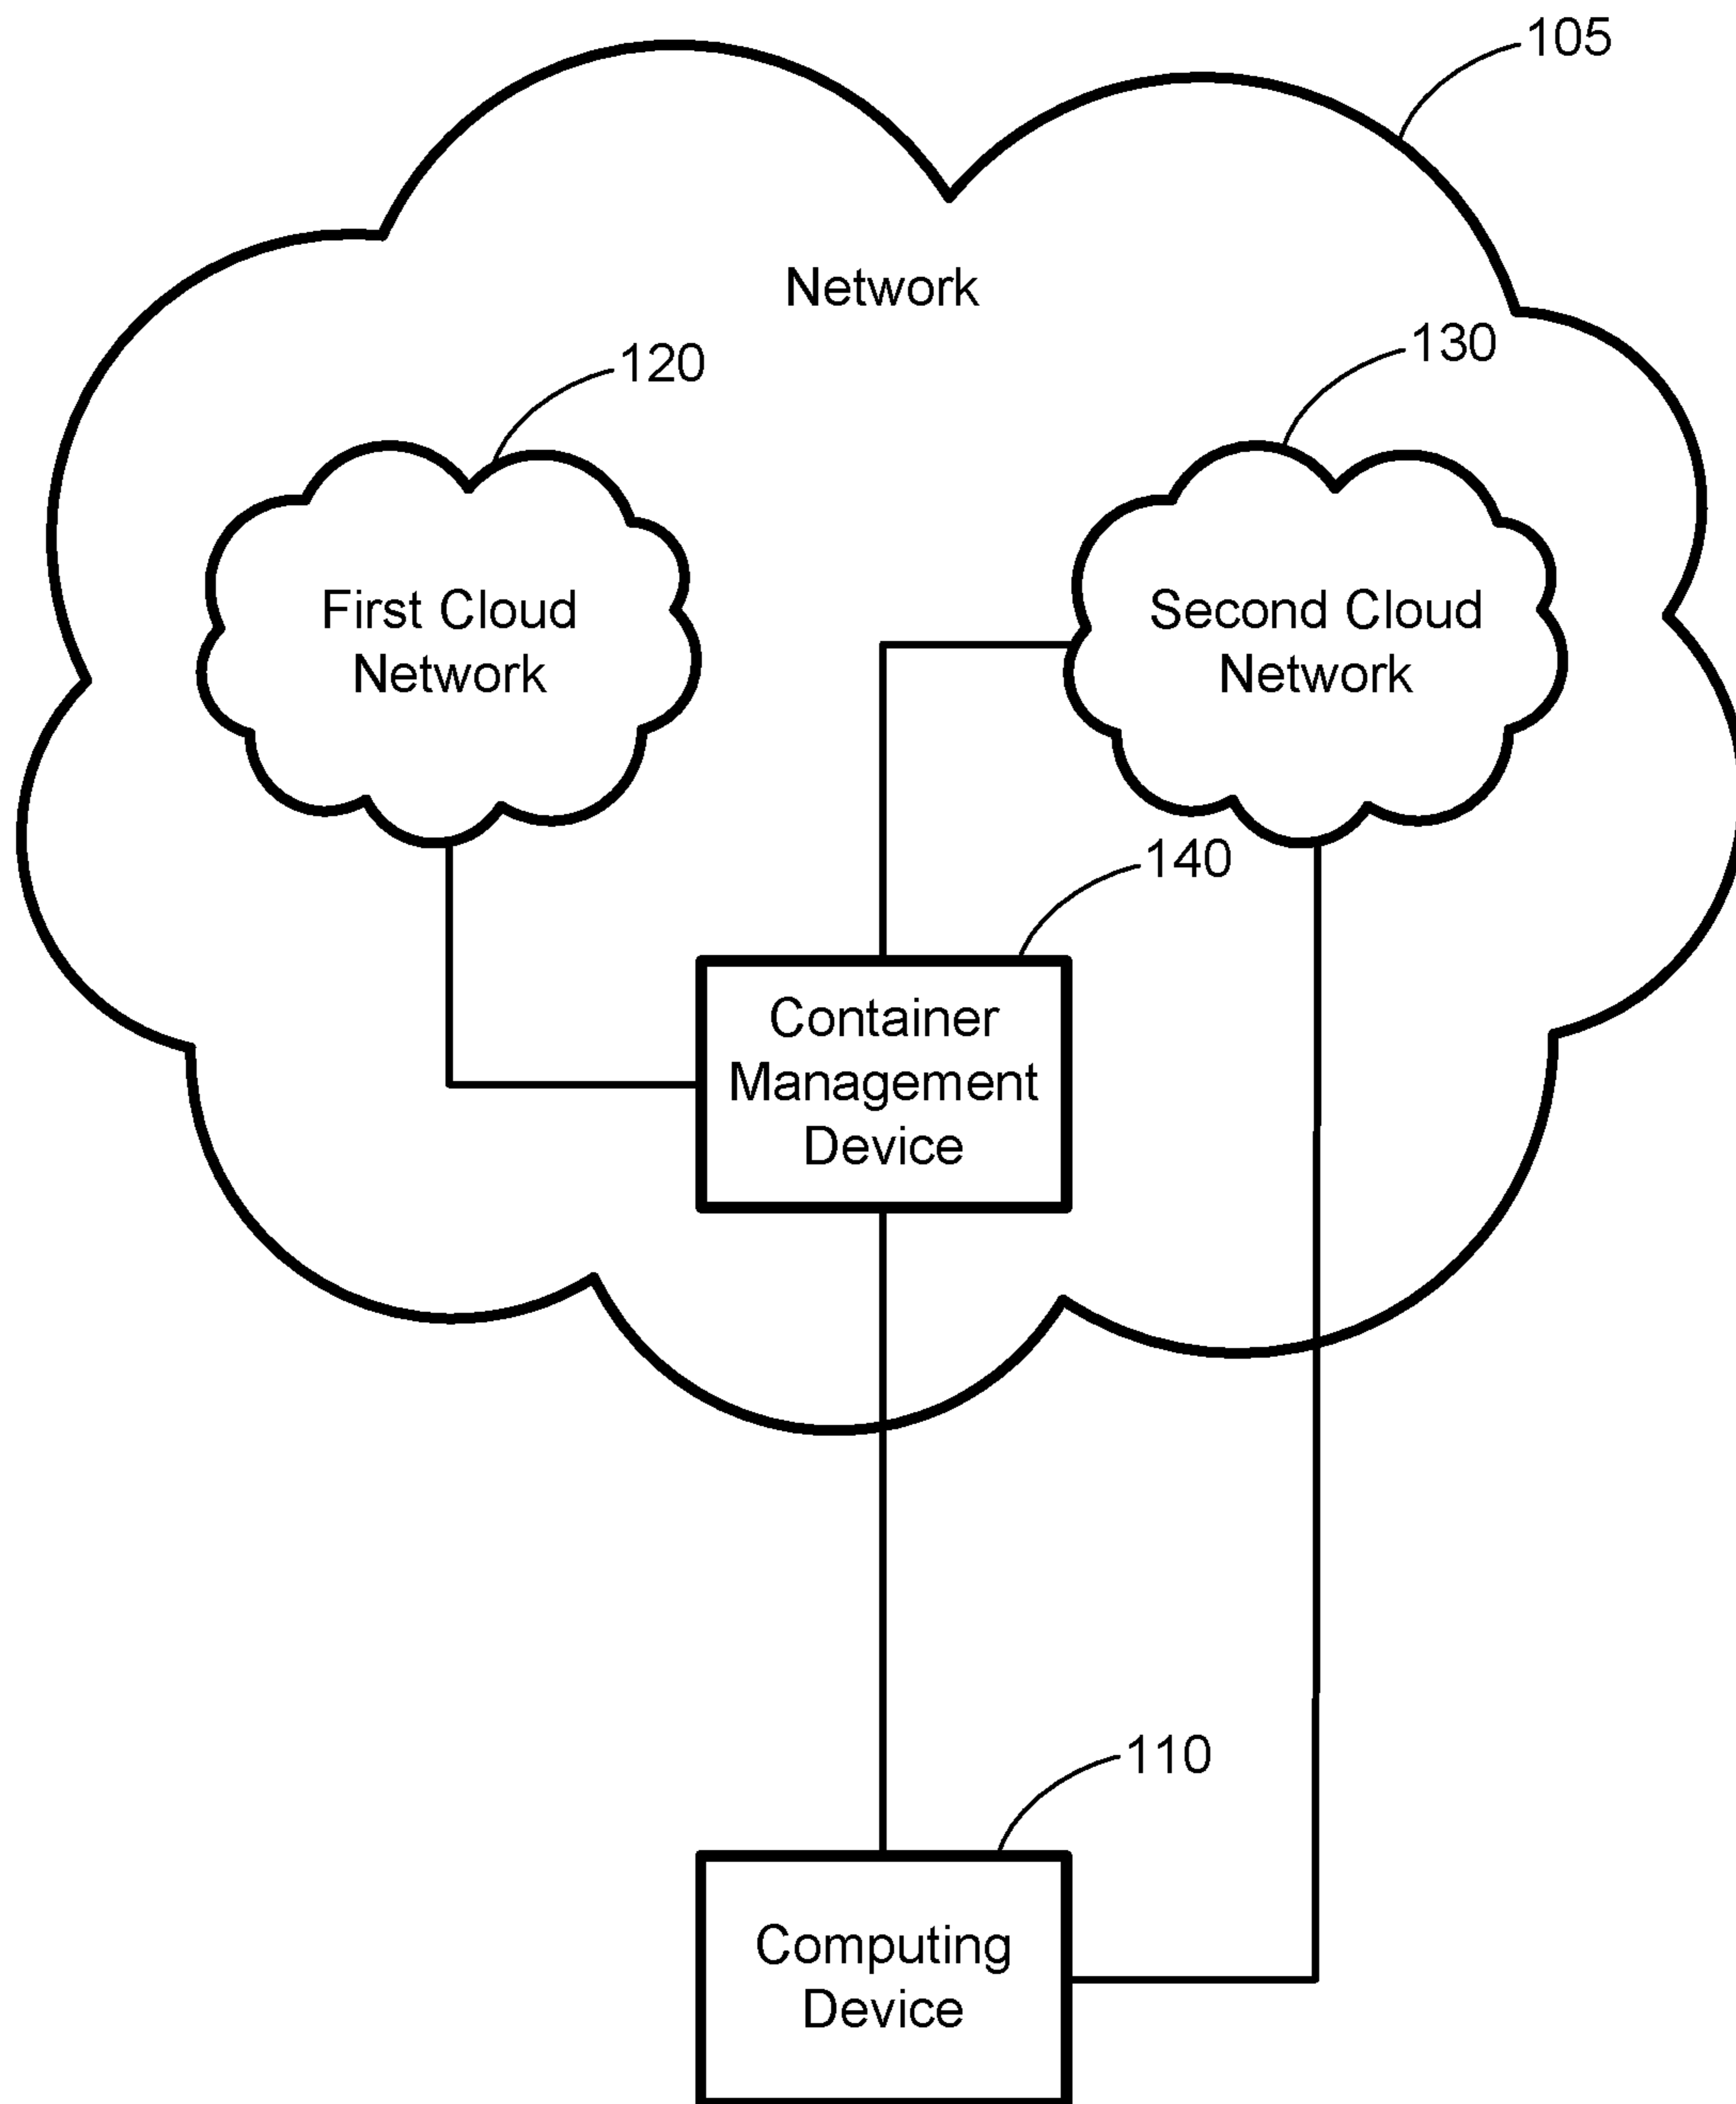 105
Network
120
130
First Cloud
Network
Second Cloud
Network
140
Container
Management
Device
110
Computing
Device